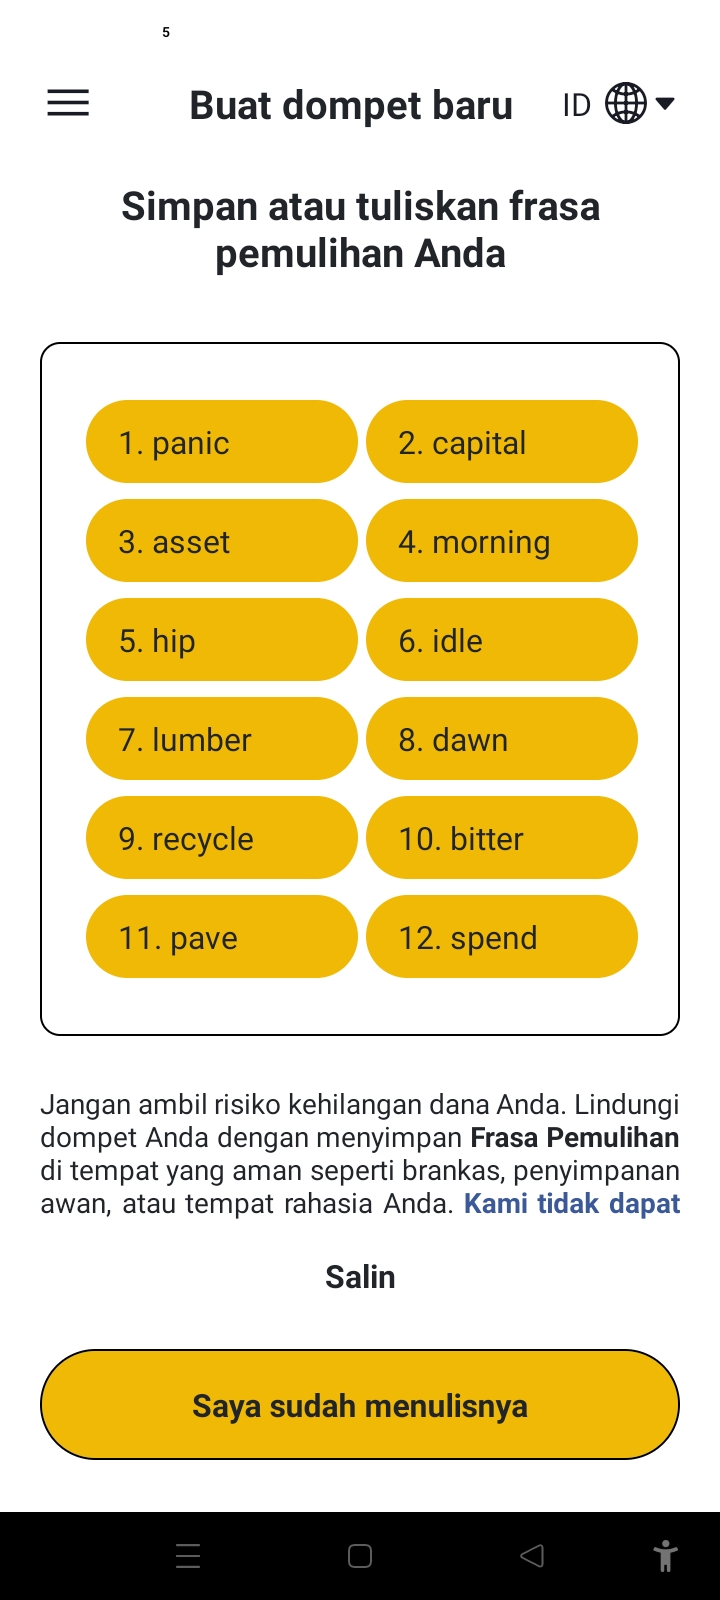 5
Buat dompet baru
ID
Simpan atau tuliskan frasa
pemulihan Anda
1. panic
2. capital
3. asset
4. morning
5. hip
6. idle
7. lumber
8. dawn
9. recycle
10. bitter
11. pave
12. spend
Jangan ambil risiko kehilangan dana Anda. Lindungi
dompet Anda dengan menyimpan Frasa Pemulihan
di tempat yang aman seperti brankas, penyimpanan
awan, atau tempat rahasia Anda. Kami tidak dapat
Salin
Saya sudah menulisnya